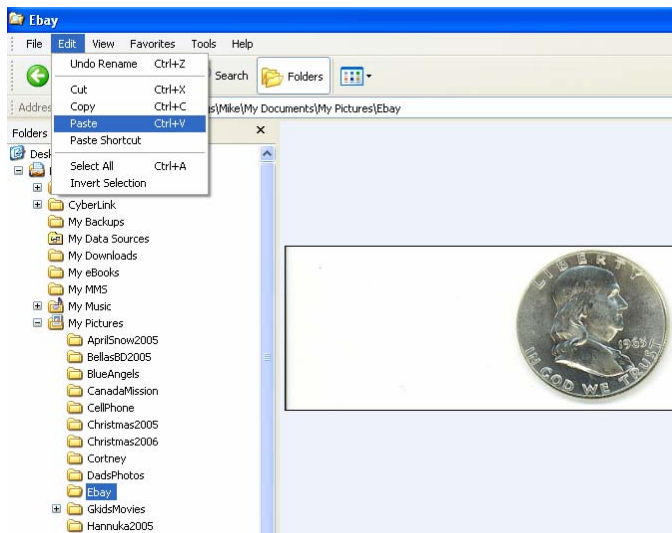 Ebay
File Edit View Favorites Tools Help
Undo Rename Ctrl+Z
Search Folders
Cut Ctrl+X
Copy Ctrl+C
s\Mike\My Documents\My Pictures\Ebay
Paste Ctrl+V
Paste Shortcut
Folders
Select All Ctrl+A
Invert Selection
CyberLink
My Backups
My Data Sources
My Downloads
My eBooks
My MMS
My Music
My Pictures
AprilSnow2005
BellasBD2005
BlueAngels
CanadaMission
CellPhone
Christmas2005
Christmas2006
Cortney
DadsPhotos
Ebay
GkidsMovies
Hannuka2005
LIBERTY
1963
IN GOD WE TRUST